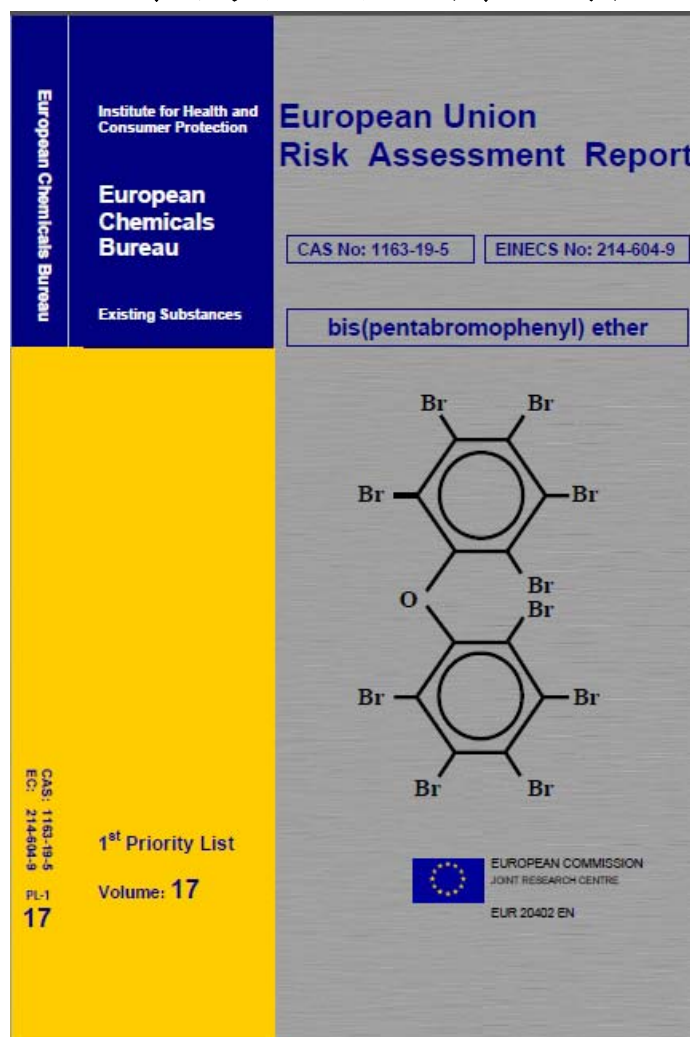 European Chemicals Bureau
Institute for Health and
Consumer Protection
European
Chemicals
Bureau
Existing Substances
European Union
Risk Assessment Report
CAS No: 1163-19-5
EINECS No: 214-604-9
bis(pentabromophenyl) ether
Br Br
Br Br
Br
O
Br
Br Br
Br Br
CAS: 1163-19-5
EC: 214-604-9
PL-1
17
1st Priority List
Volume: 17
EUROPEAN COMMISSION
JOINT RESEARCH CENTRE
EUR 20402 EN